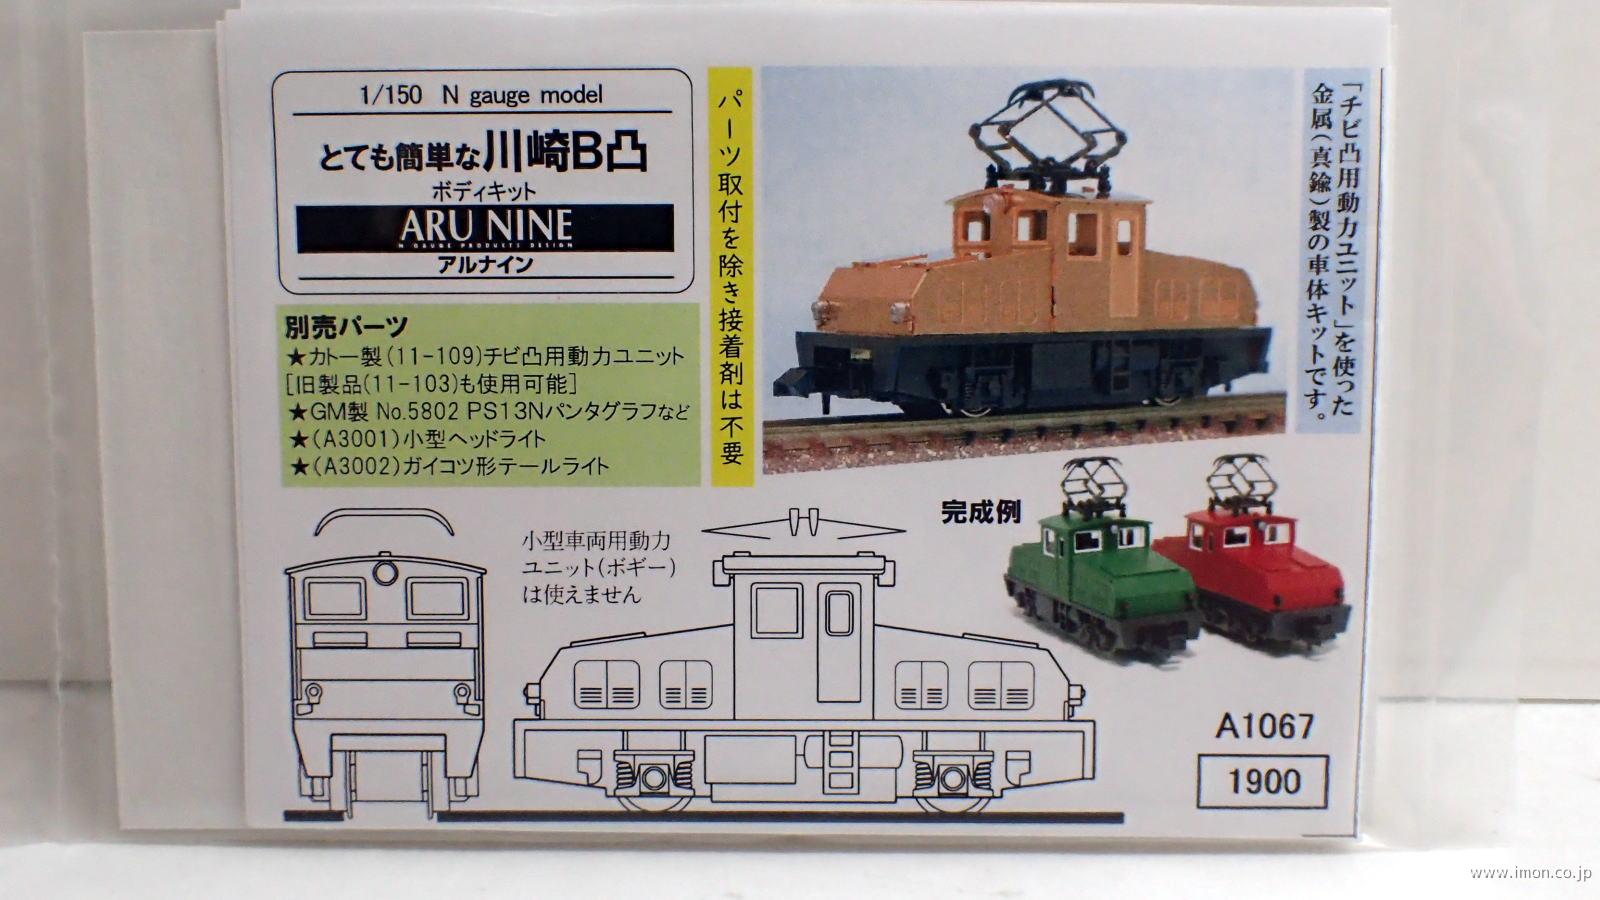 1/150 N gauge model
とても簡単な川崎B凸
ボディキット
ARU NINE
N GAUGE PRODUCTS DESIGN
アルナイン
別売パーツ
★カトー製(11-109)チビ凸用動力ユニット
[旧製品(11-103)も使用可能]
★GM製 No.5802 PS13Nパンタグラフなど
★(A3001)小型ヘッドライト
★(A3002)ガイコツ形テールライト
パーツ取付を除き接着剤は不要
「チビ凸用動力ユニット」を使った
金属(真鍮)製の車体キットです。
完成例
小型車両用動力
ユニット(ボギー)
は使えません
A1067
1900
www.imon.co.jp